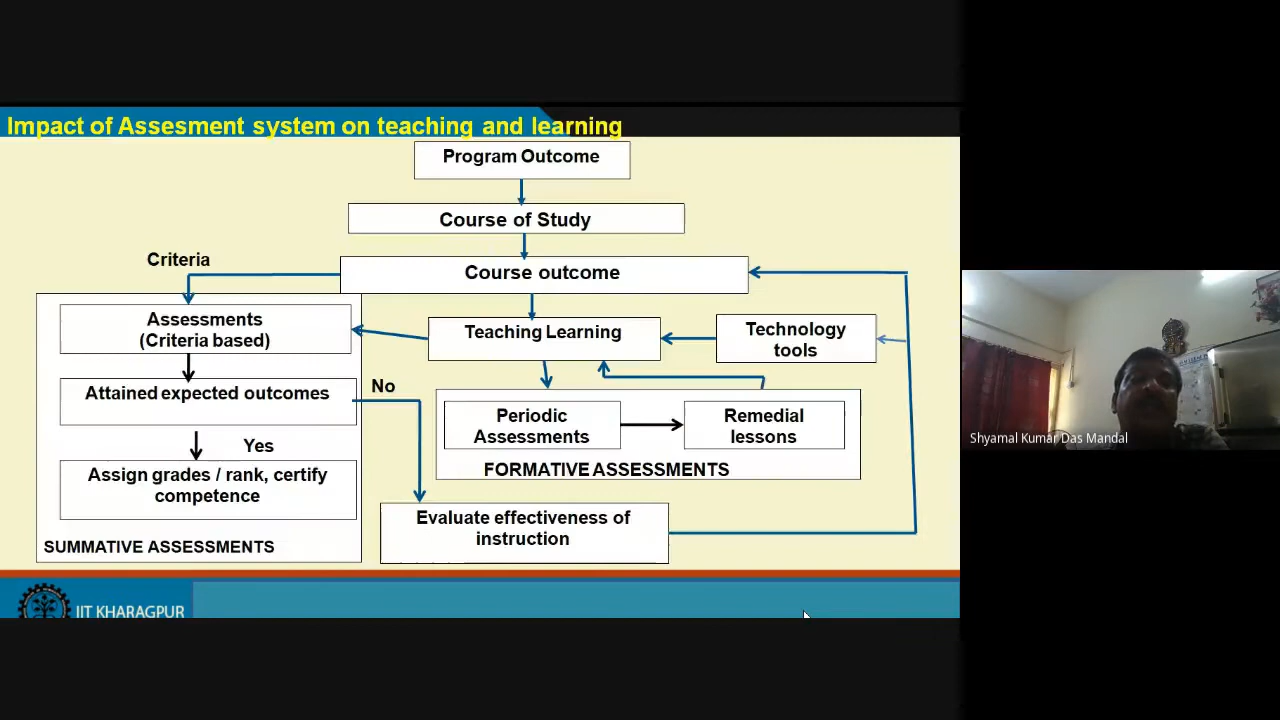 Impact of Assesment system on teaching and learning
Program Outcome
Course of Study
Criteria
Course outcome
Assessments
(Criteria based)
Teaching Learning
Technology
tools
Attained expected outcomes
No
Periodic
Assessments
Remedial
lessons
Yes
FORMATIVE ASSESSMENTS
Assign grades / rank, certify
competence
Evaluate effectiveness of
instruction
SUMMATIVE ASSESSMENTS
IIT KHARAGPUR
Shyamal Kumar Das Mandal